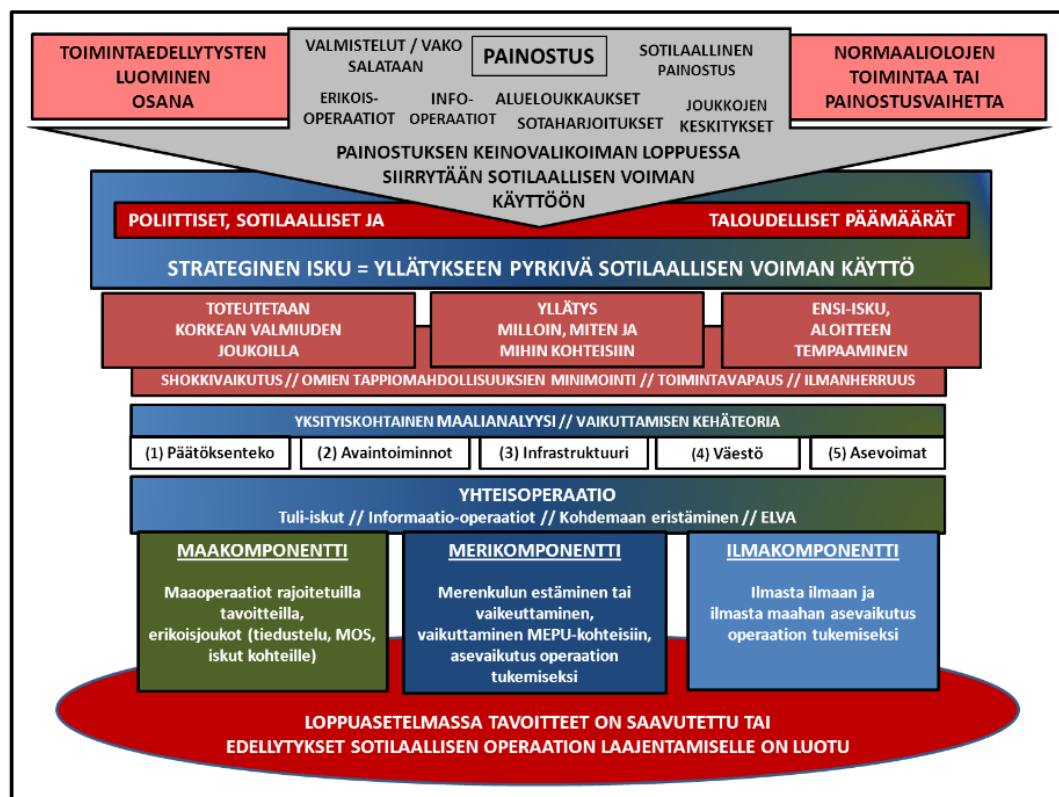 TOIMINTAEDELLYTYSTEN
LUOMINEN
OSANA
VALMISTELUT / VAKO
SALATAAN
PAINOSTUS
SOTILAALLINEN
PAINOSTUS
ERIKOIS-
OPERAATIOT
INFO-
OPERAATIOT
ALUELOUKKAUKSET
SOTAHARJOITUKSET
JOUKKOJEN
KESKITYKSET
PAINOSTUKSEN KEINOVALIKOIMAN LOPPUESSA
SIIRRYTÄÄN SOTILAALLISEN VOIMAN
KÄYTTÖÖN
NORMAALIOLOJEN
TOIMINTAA TAI
PAINOSTUSVAIHETTA
POLIITTISET, SOTILAALLISET JA
TALOUDELLISET PÄÄMÄÄRÄT
STRATEGINEN ISKU = YLLÄTYKSEEN PYRKIVÄ SOTILAALLISEN VOIMAN KÄYTTÖ
TOTEUTETAAN
KORKEAN VALMIUDEN
JOUKOILLA
YLLÄTYS
MILLOIN, MITEN JA
MIHIN KOHTEISIIN
ENSI-ISKU,
ALOITTEEN
TEMPAAMINEN
SHOKKIVAIKUTUS // OMIEN TAPPIOMAHDOLLISUUKSIEN MINIMOINTI // TOIMINTAVAPAUS // ILMANHERRUUS
YKSITYISKOHTAINEN MAALIANALYYSI // VAIKUTTAMISEN KEHÄTEORIA
(1) Päätöksenteko
(2) Avaintoiminnot
(3) Infrastruktuuri
(4) Väestö
(5) Asevoimat
YHTEISOPERAATIO
Tuli-iskut // Informaatio-operaatiot // Kohdemaan eristäminen // ELVA
MAAKOMPONENTTI
Maaoperaatiot rajoitetuilla
tavoitteilla,
erikoisjoukot (tiedustelu, MOS,
iskut kohteille)
MERIKOMPONENTTI
Merenkulun estäminen tai
vaikeuttaminen,
vaikuttaminen MEPU-kohteisiin,
asevaikutus operaation
tukemiseksi
ILMAKOMPONENTTI
Ilmasta ilmaan ja
ilmasta maahan asevaikutus
operaation tukemiseksi
LOPPUASETELMASSA TAVOITTEET ON SAAVUTETTU TAI
EDELLYTYKSET SOTILAALLISEN OPERAATION LAAJENTAMISELLE ON LUOTU